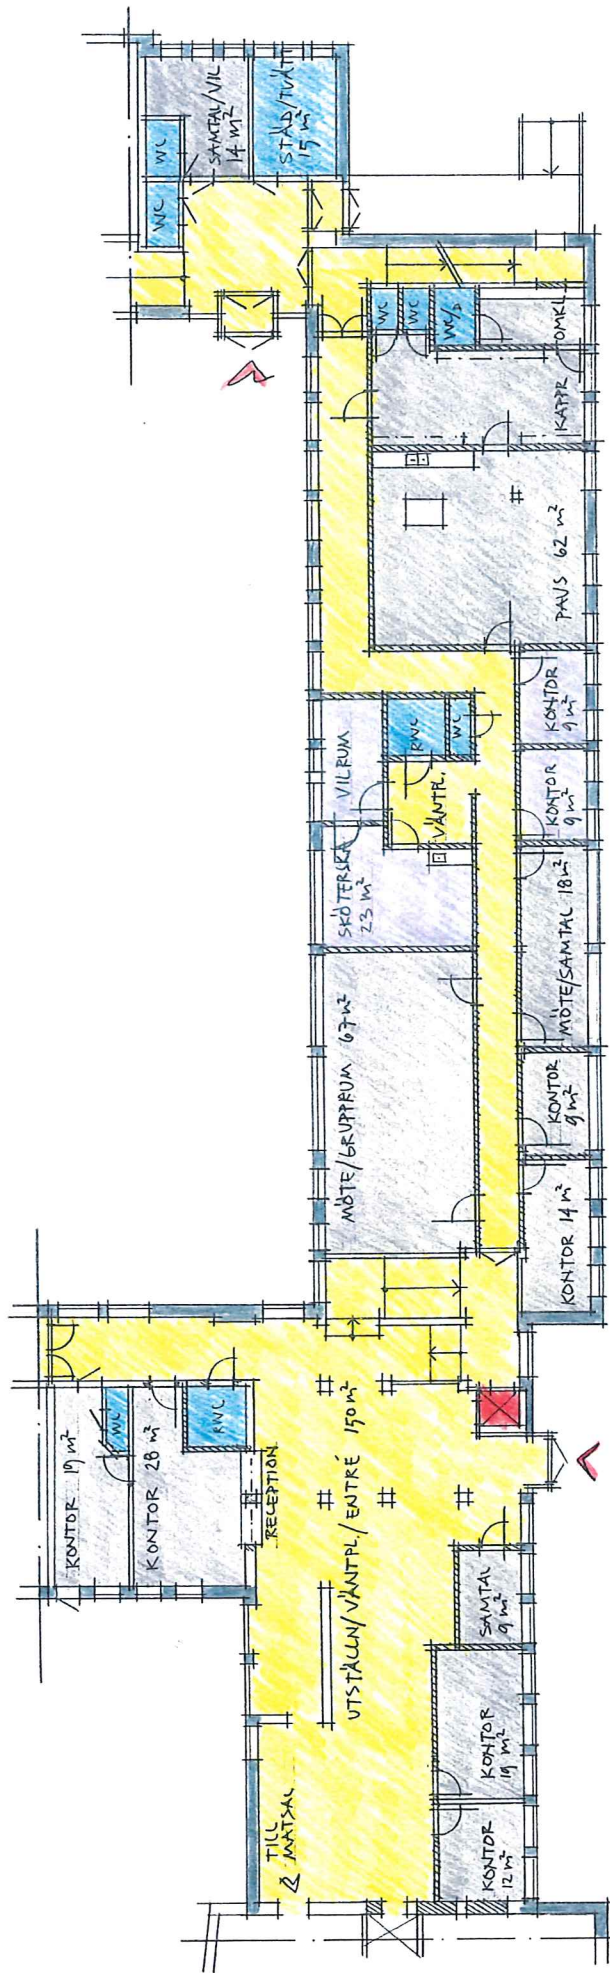 WC
WC
SAMTAL/VIL
14 m²
STÄD/TVÄTT
15 m²
WC
WC
WC/D
OMKL
KAPPR
PAUS 62 m²
KONTOR
9 m²
KONTOR
9 m²
VILRUM
RWC
WC
VÄNTPL.
SKÖTERSKA
23 m²
MÖTE/SAMTAL 18 m²
MÖTE/GRUPPRUM 67 m²
KONTOR
9 m²
KONTOR 14 m²
KONTOR 19 m²
WC
KONTOR 28 m²
RWC
RECEPTION
UTSTÄLLN/VÄNTPL./ENTRÉ 150 m²
SAMTAL
9 m²
KONTOR
19 m²
KONTOR
12 m²
TILL
MATSAL